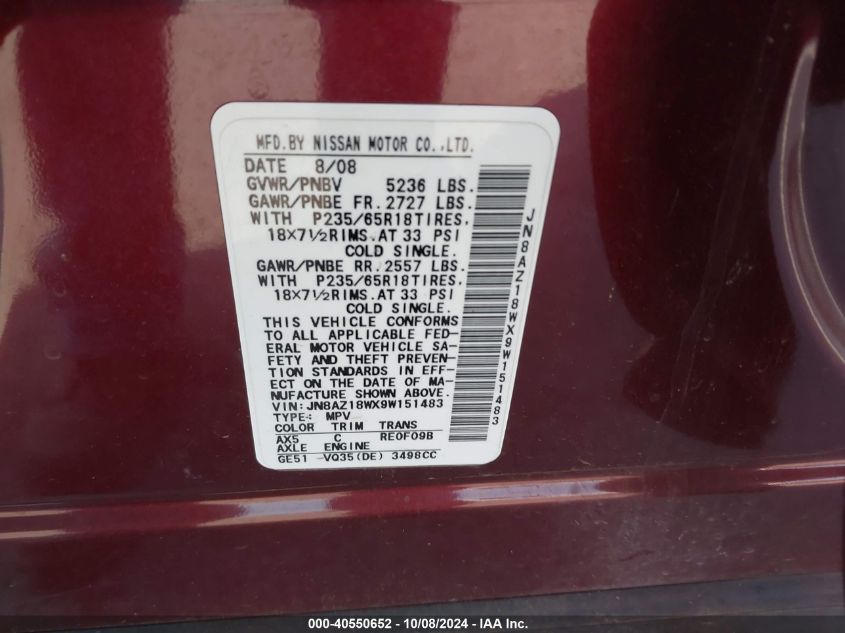 MFD.BY NISSAN MOTOR CO.,LTD.
DATE 8/08
GVWR/PNBV 5236 LBS.
GAWR/PNBE FR. 2727 LBS.
WITH P235/65R18TIRES.
18X7½RIMS.AT 33 PSI
COLD SINGLE.
GAWR/PNBE RR. 2557 LBS.
WITH P235/65R18TIRES.
18X7½RIMS.AT 33 PSI
COLD SINGLE.
THIS VEHICLE CONFORMS
TO ALL APPLICABLE FED-
ERAL MOTOR VEHICLE SA-
FETY AND THEFT PREVEN-
TION STANDARDS IN EFF-
ECT ON THE DATE OF MA-
NUFACTURE SHOWN ABOVE.
VIN: JN8AZ18WX9W151483
TYPE: MPV
COLOR TRIM TRANS
AX5 C RE0F09B
AXLE ENGINE
GE51 VQ35(DE) 3498CC
JN8AZ18WX9W151483
000-40550652 - 10/08/2024 - IAA Inc.